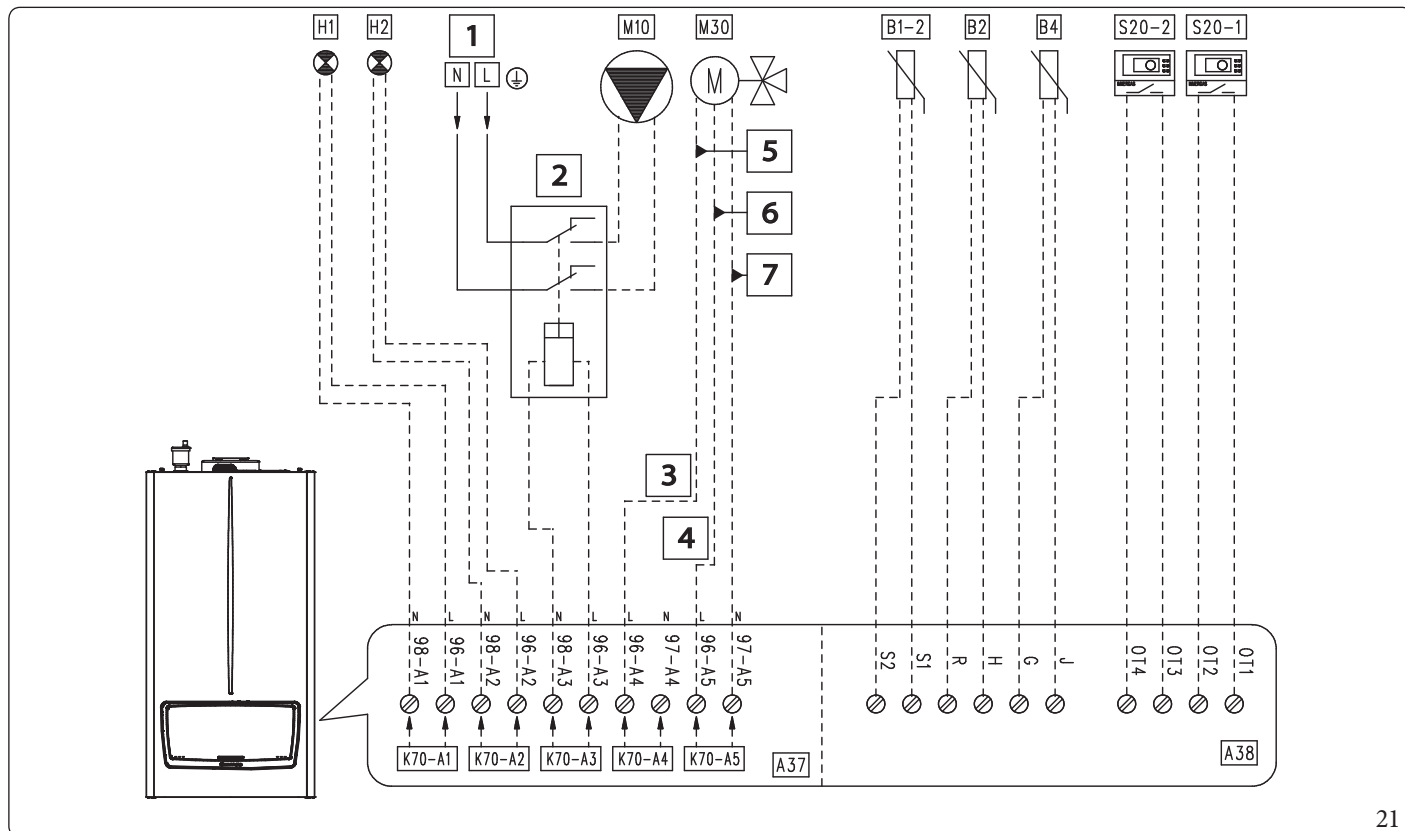 H1 H2 1 M10 M30 B1-2 B2 B4 S20-2 S20-1
N L
M
5
2
6
7
3
4
N L N L N L L N L N
98-A1 96-A1 98-A2 96-A2 98-A3 96-A3 96-A4 97-A4 96-A5 97-A5 S2 S1 R H G J OT4 OT3 OT2 OT1
K70-A1 K70-A2 K70-A3 K70-A4 K70-A5 A37 A38
21